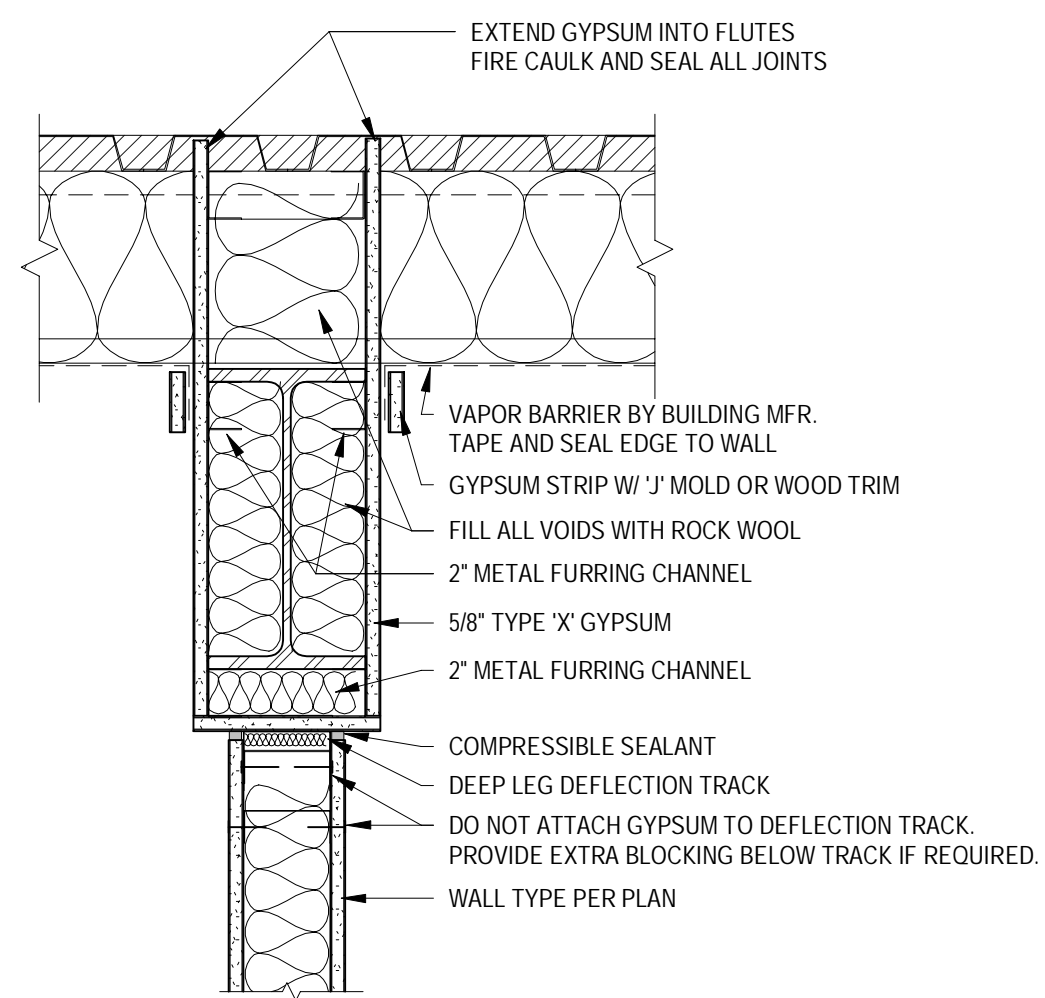 EXTEND GYPSUM INTO FLUTES
FIRE CAULK AND SEAL ALL JOINTS
VAPOR BARRIER BY BUILDING MFR.
TAPE AND SEAL EDGE TO WALL
GYPSUM STRIP W/ 'J' MOLD OR WOOD TRIM
FILL ALL VOIDS WITH ROCK WOOL
2" METAL FURRING CHANNEL
5/8" TYPE 'X' GYPSUM
2" METAL FURRING CHANNEL
COMPRESSIBLE SEALANT
DEEP LEG DEFLECTION TRACK
DO NOT ATTACH GYPSUM TO DEFLECTION TRACK.
PROVIDE EXTRA BLOCKING BELOW TRACK IF REQUIRED.
WALL TYPE PER PLAN